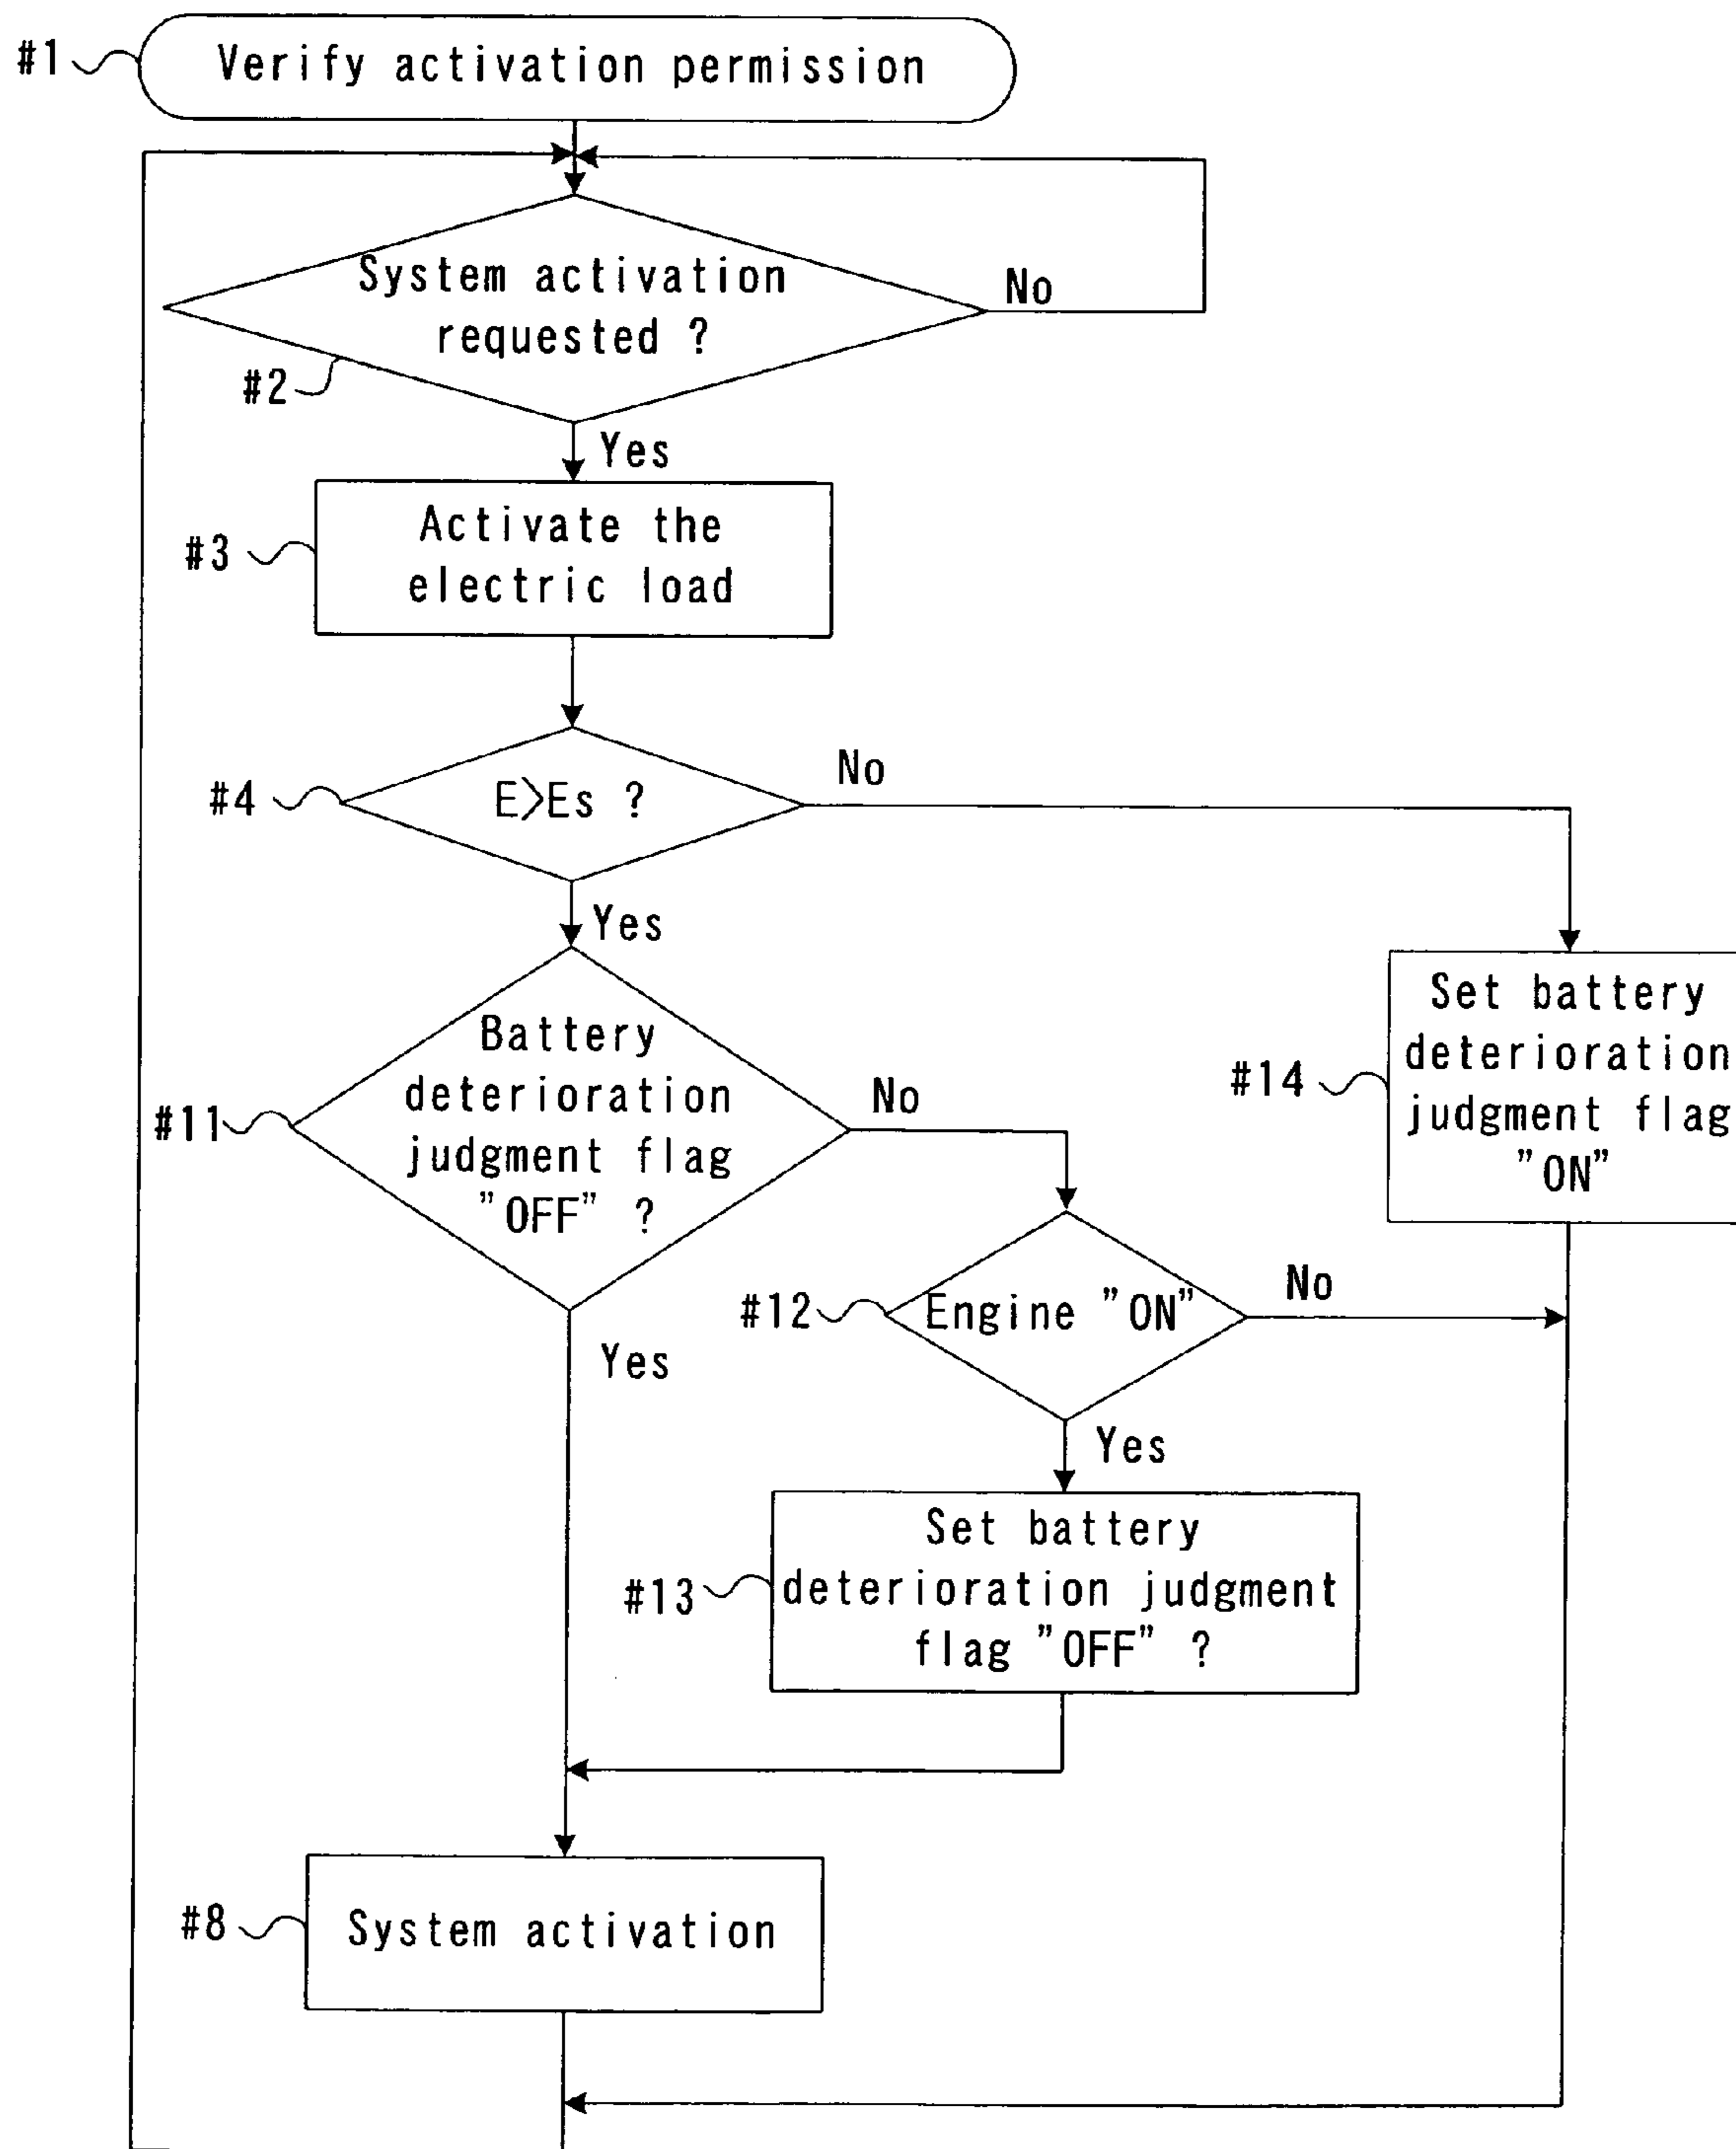 #1
Verify activation permission
System activation
requested ?
No
#2
Yes
#3
Activate the
electric load
#4
E>Es ?
No
Yes
#11
Battery
deterioration
judgment flag
"OFF" ?
No
#14
Set battery
deterioration
judgment flag
"ON"
#12
Engine "ON"
No
Yes
Yes
#13
Set battery
deterioration judgment
flag "OFF" ?
#8
System activation